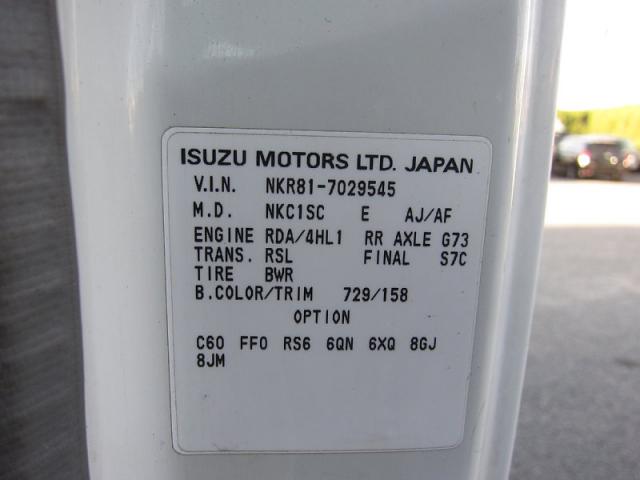 ISUZU MOTORS LTD. JAPAN
V.I.N. NKR81-7029545
M.D. NKC1SC E AJ/AF
ENGINE RDA/4HL1 RR AXLE G73
TRANS. RSL FINAL S7C
TIRE BWR
B.COLOR/TRIM 729/158
OPTION
C60 FF0 RS6 6QN 6XQ 8GJ
8JM